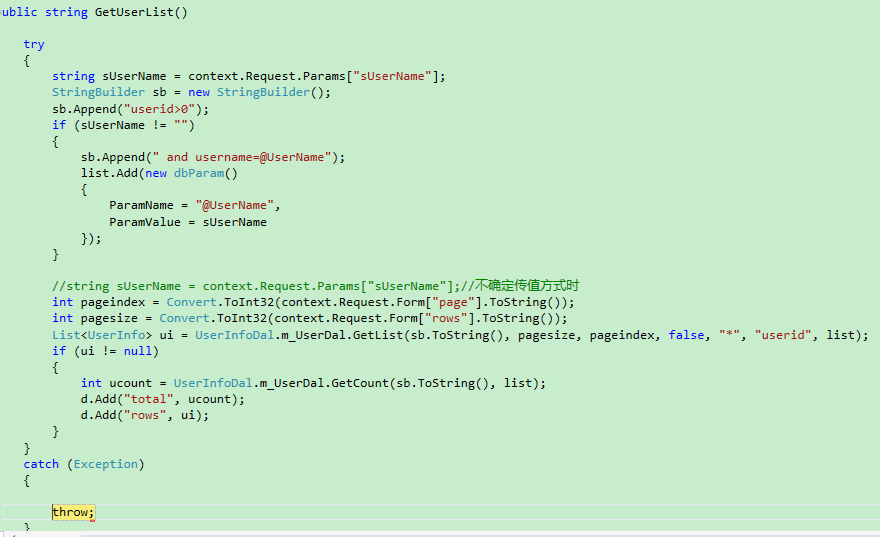 ublic string GetUserList()
try
{
string sUserName = context.Request.Params["sUserName"];
StringBuilder sb = new StringBuilder();
sb.Append("userid>0");
if (sUserName != "")
{
sb.Append(" and username=@UserName");
list.Add(new dbParam()
{
ParamName = "@UserName",
ParamValue = sUserName
});
}
//string sUserName = context.Request.Params["sUserName"];//不确定传值方式时
int pageindex = Convert.ToInt32(context.Request.Form["page"].ToString());
int pagesize = Convert.ToInt32(context.Request.Form["rows"].ToString());
List<UserInfo> ui = UserInfoDal.m_UserDal.GetList(sb.ToString(), pagesize, pageindex, false, "*", "userid", list);
if (ui != null)
{
int ucount = UserInfoDal.m_UserDal.GetCount(sb.ToString(), list);
d.Add("total", ucount);
d.Add("rows", ui);
}
}
catch (Exception)
{
throw;
}